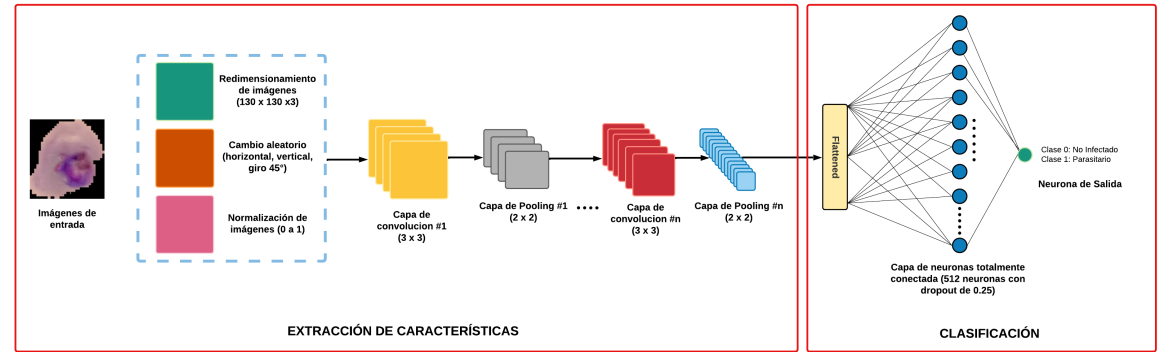 Redimensionamiento
de imágenes
(130 x 130 x3)
Cambio aleatorio
(horizontal, vertical,
giro 45°)
Normalización de
imágenes (0 a 1)
Imágenes de
entrada
Capa de
convolucion #1
(3 x 3)
Capa de Pooling #1
(2 x 2)
Capa de
convolucion #n
(3 x 3)
Capa de Pooling #n
(2 x 2)
EXTRACCIÓN DE CARACTERÍSTICAS
Flattened
Clase 0: No Infectado
Clase 1: Parasitario
Neurona de Salida
Capa de neuronas totalmente
conectada (512 neuronas con
dropout de 0.25)
CLASIFICACIÓN